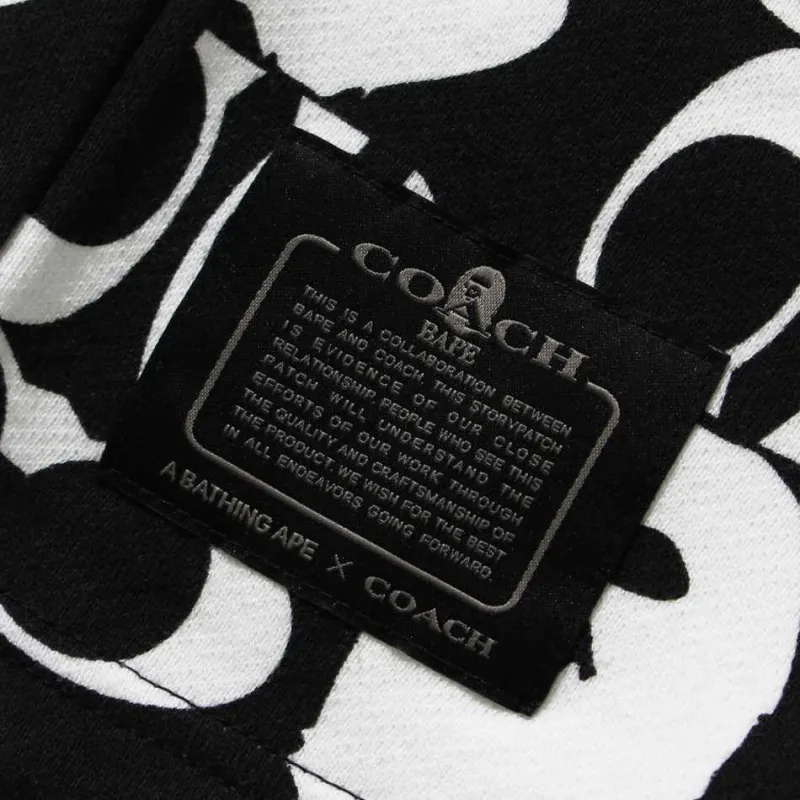 COACH
BAPE
THIS IS A COLLABORATION BETWEEN
BAPE AND COACH. THIS STORYPATCH
IS EVIDENCE OF OUR CLOSE
RELATIONSHIP. PEOPLE WHO SEE THIS
PATCH WILL UNDERSTAND THE
EFFORTS OF OUR WORK THROUGH
THE QUALITY AND CRAFTSMANSHIP OF
THE PRODUCT. WE WISH FOR THE BEST
IN ALL ENDEAVORS GOING FORWARD.
A BATHING APE × COACH